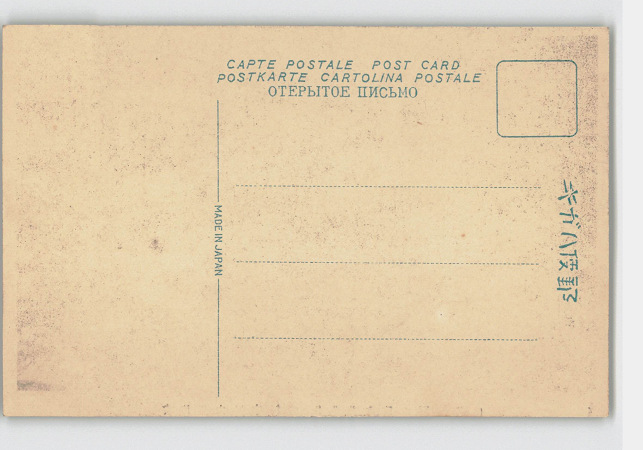 CAPTE POSTALE POST CARD
POSTKARTE CARTOLINA POSTALE
ОТЕРЫТОЕ ПИСЬМО
MADE IN JAPAN
郵便ハガキ